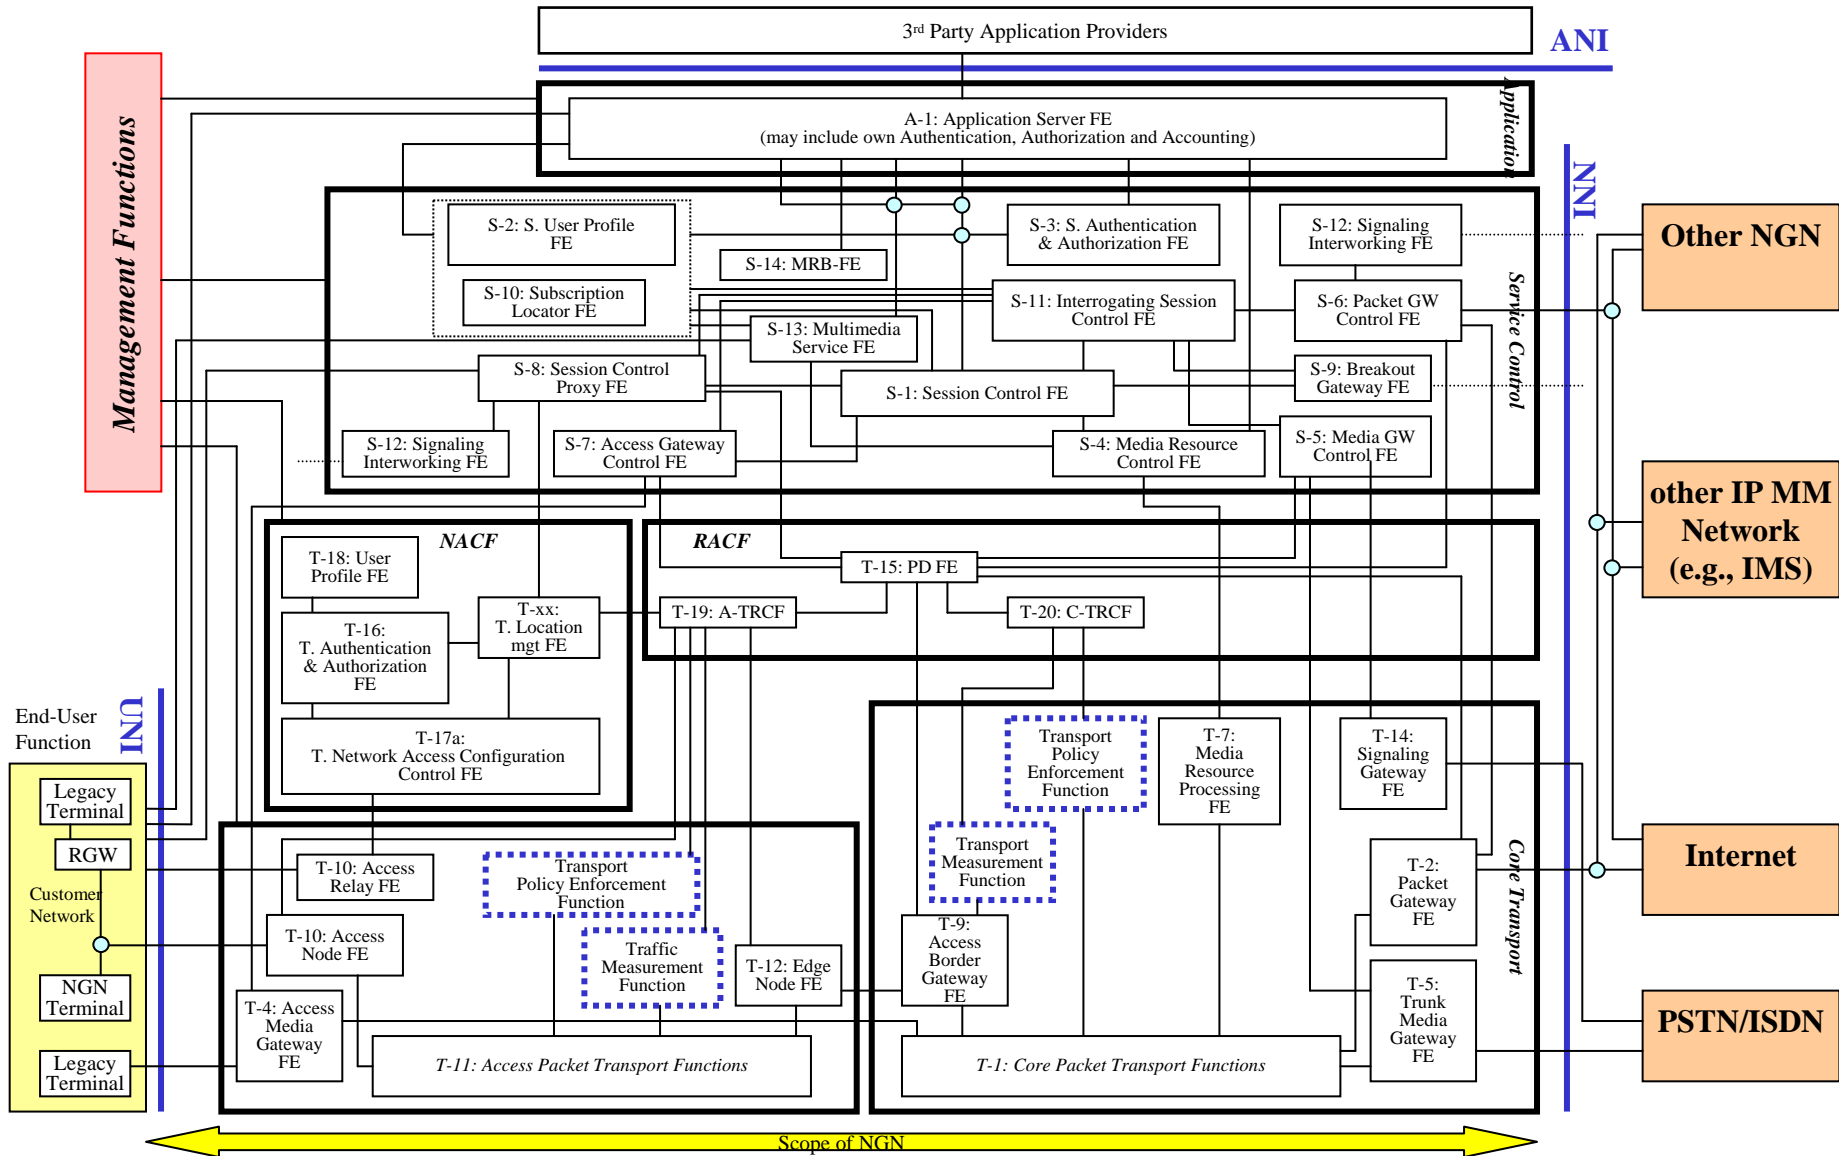 3rd Party Application Providers
ANI
Application
A-1: Application Server FE
(may include own Authentication, Authorization and Accounting)
Management Functions
NNI
S-2: S. User Profile
FE
S-3: S. Authentication
& Authorization FE
S-12: Signaling
Interworking FE
Other NGN
S-14: MRB-FE
Service Control
S-10: Subscription
Locator FE
S-11: Interrogating Session
Control FE
S-6: Packet GW
Control FE
S-13: Multimedia
Service FE
S-8: Session Control
Proxy FE
S-1: Session Control FE
S-9: Breakout
Gateway FE
S-12: Signaling
Interworking FE
S-7: Access Gateway
Control FE
S-4: Media Resource
Control FE
S-5: Media GW
Control FE
other IP MM
Network
(e.g., IMS)
NACF
RACF
T-18: User
Profile FE
T-15: PD FE
T-16:
T. Authentication
& Authorization
FE
T-xx:
T. Location
mgt FE
T-19: A-TRCF
T-20: C-TRCF
End-User
Function
UNI
T-17a:
T. Network Access Configuration
Control FE
Transport
Policy
Enforcement
Function
T-7:
Media
Resource
Processing
FE
T-14:
Signaling
Gateway
FE
Legacy
Terminal
RGW
Customer
Network
T-10: Access
Relay FE
Transport
Policy Enforcement
Function
Transport
Measurement
Function
T-2:
Packet
Gateway
FE
Core Transport
Internet
T-10: Access
Node FE
Traffic
Measurement
Function
T-12: Edge
Node FE
T-9:
Access
Border
Gateway
FE
NGN
Terminal
T-4: Access
Media
Gateway
FE
T-5:
Trunk
Media
Gateway
FE
PSTN/ISDN
Legacy
Terminal
T-11: Access Packet Transport Functions
T-1: Core Packet Transport Functions
Scope of NGN